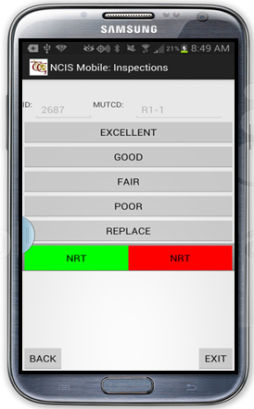 SAMSUNG
21% 8:49 AM
NCIS Mobile: Inspections
ID: 2687 MUTCD: R1-1
EXCELLENT
GOOD
FAIR
POOR
REPLACE
NRT NRT
BACK EXIT